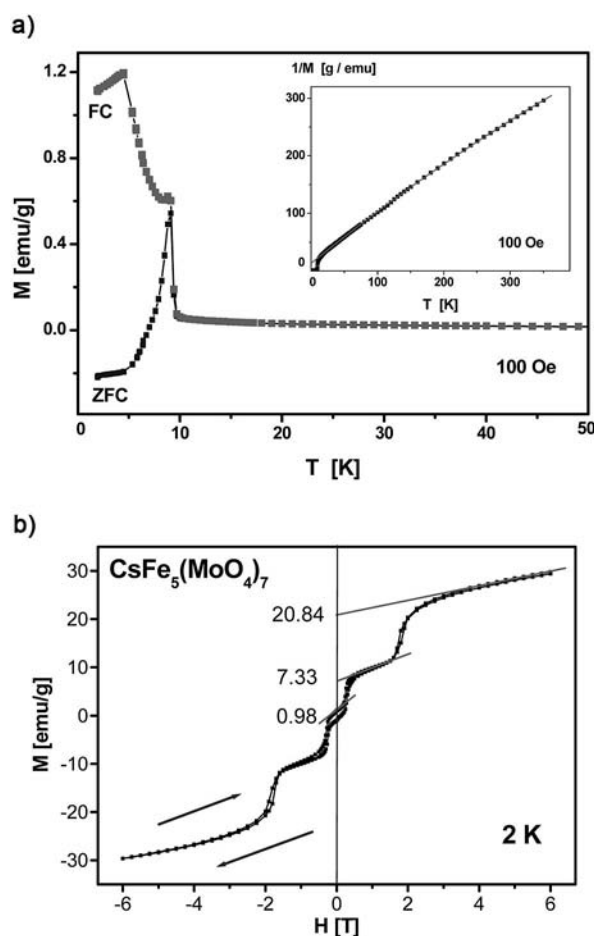 a)
1.2
0.8
0.4
0.0
M [emu/g]
FC
ZFC
100 Oe
0
10
20
30
40
50
T [K]
1/M [g / emu]
300
200
100
0
0
100
200
300
100 Oe
T [K]
b)
CsFe5(MoO4)7
30
20
10
0
-10
-20
-30
M [emu/g]
20.84
7.33
0.98
2 K
-6
-4
-2
0
2
4
6
H [T]